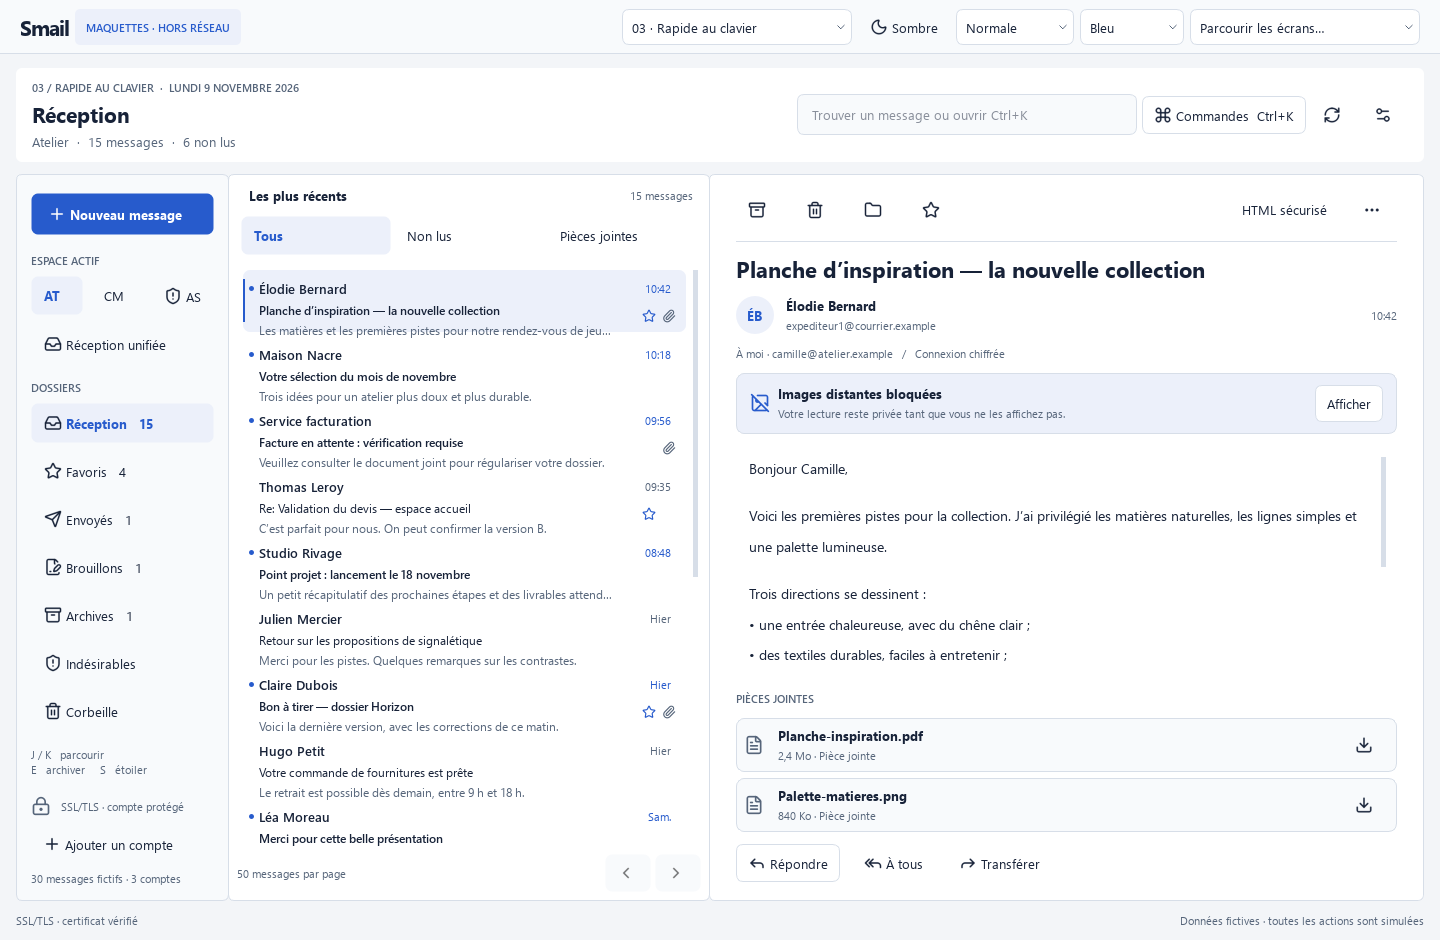 Smail
MAQUETTES · HORS RÉSEAU
03 · Rapide au clavier
Sombre
Normale
Bleu
Parcourir les écrans...
03 / RAPIDE AU CLAVIER · LUNDI 9 NOVEMBRE 2026
Réception
Atelier · 15 messages · 6 non lus
Trouver un message ou ouvrir Ctrl+K
Commandes Ctrl+K
Nouveau message
ESPACE ACTIF
AT
CM
AS
Réception unifiée
DOSSIERS
Réception 15
Favoris 4
Envoyés 1
Brouillons 1
Archives 1
Indésirables
Corbeille
J / K parcourir
E archiver S étoiler
SSL/TLS · compte protégé
Ajouter un compte
30 messages fictifs · 3 comptes
Les plus récents
15 messages
Tous
Non lus
Pièces jointes
Élodie Bernard 10:42
Planche d’inspiration — la nouvelle collection
Les matières et les premières pistes pour notre rendez-vous de jeu...
Maison Nacre 10:18
Votre sélection du mois de novembre
Trois idées pour un atelier plus doux et plus durable.
Service facturation 09:56
Facture en attente : vérification requise
Veuillez consulter le document joint pour régulariser votre dossier.
Thomas Leroy 09:35
Re: Validation du devis — espace accueil
C’est parfait pour nous. On peut confirmer la version B.
Studio Rivage 08:48
Point projet : lancement le 18 novembre
Un petit récapitulatif des prochaines étapes et des livrables attend...
Julien Mercier Hier
Retour sur les propositions de signalétique
Merci pour les pistes. Quelques remarques sur les contrastes.
Claire Dubois Hier
Bon à tirer — dossier Horizon
Voici la dernière version, avec les corrections de ce matin.
Hugo Petit Hier
Votre commande de fournitures est prête
Le retrait est possible dès demain, entre 9 h et 18 h.
Léa Moreau Sam.
Merci pour cette belle présentation
50 messages par page
HTML sécurisé
Planche d’inspiration — la nouvelle collection
ÉB
Élodie Bernard
expediteur1@courrier.example
10:42
À moi · camille@atelier.example / Connexion chiffrée
Images distantes bloquées
Votre lecture reste privée tant que vous ne les affichez pas.
Afficher
Bonjour Camille,
Voici les premières pistes pour la collection. J’ai privilégié les matières naturelles, les lignes simples et
une palette lumineuse.
Trois directions se dessinent :
• une entrée chaleureuse, avec du chêne clair ;
• des textiles durables, faciles à entretenir ;
PIÈCES JOINTES
Planche-inspiration.pdf
2,4 Mo · Pièce jointe
Palette-matieres.png
840 Ko · Pièce jointe
Répondre
À tous
Transférer
SSL/TLS · certificat vérifié
Données fictives · toutes les actions sont simulées